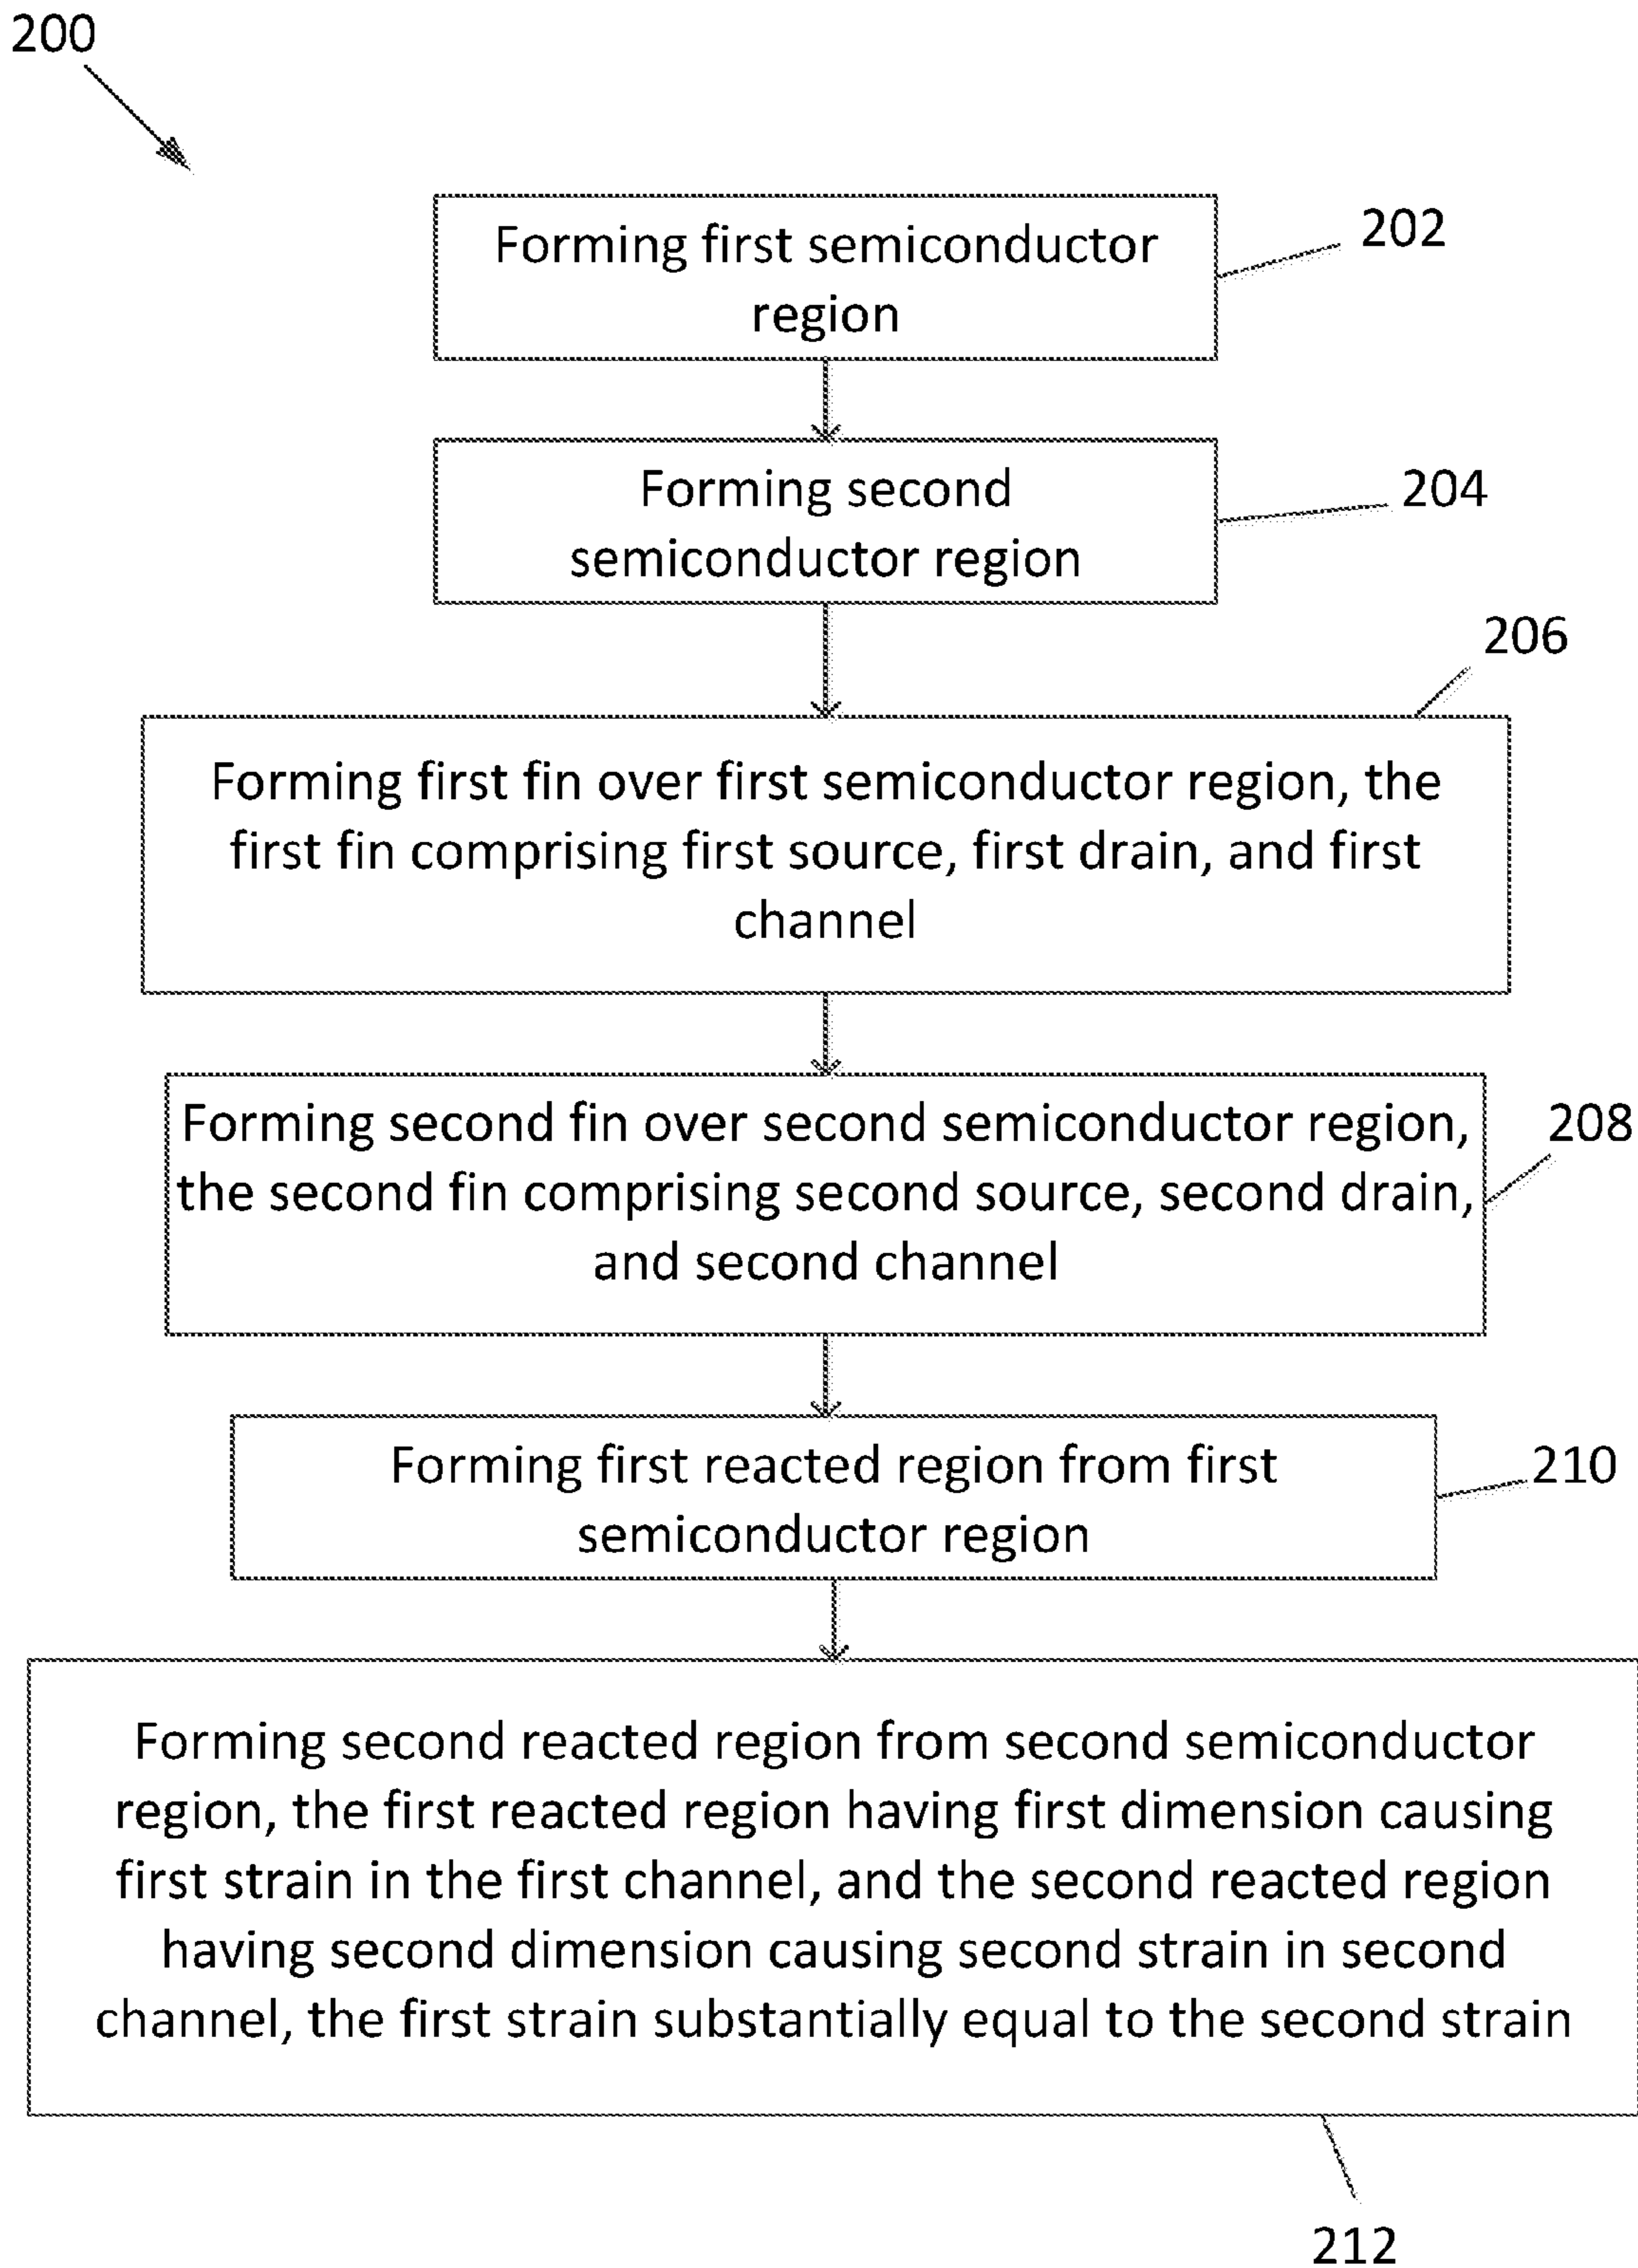 200
Forming first semiconductor
region
202
Forming second
semiconductor region
204
206
Forming first fin over first semiconductor region, the
first fin comprising first source, first drain, and first
channel
Forming second fin over second semiconductor region,
the second fin comprising second source, second drain,
and second channel
208
Forming first reacted region from first
semiconductor region
210
Forming second reacted region from second semiconductor
region, the first reacted region having first dimension causing
first strain in the first channel, and the second reacted region
having second dimension causing second strain in second
channel, the first strain substantially equal to the second strain
212